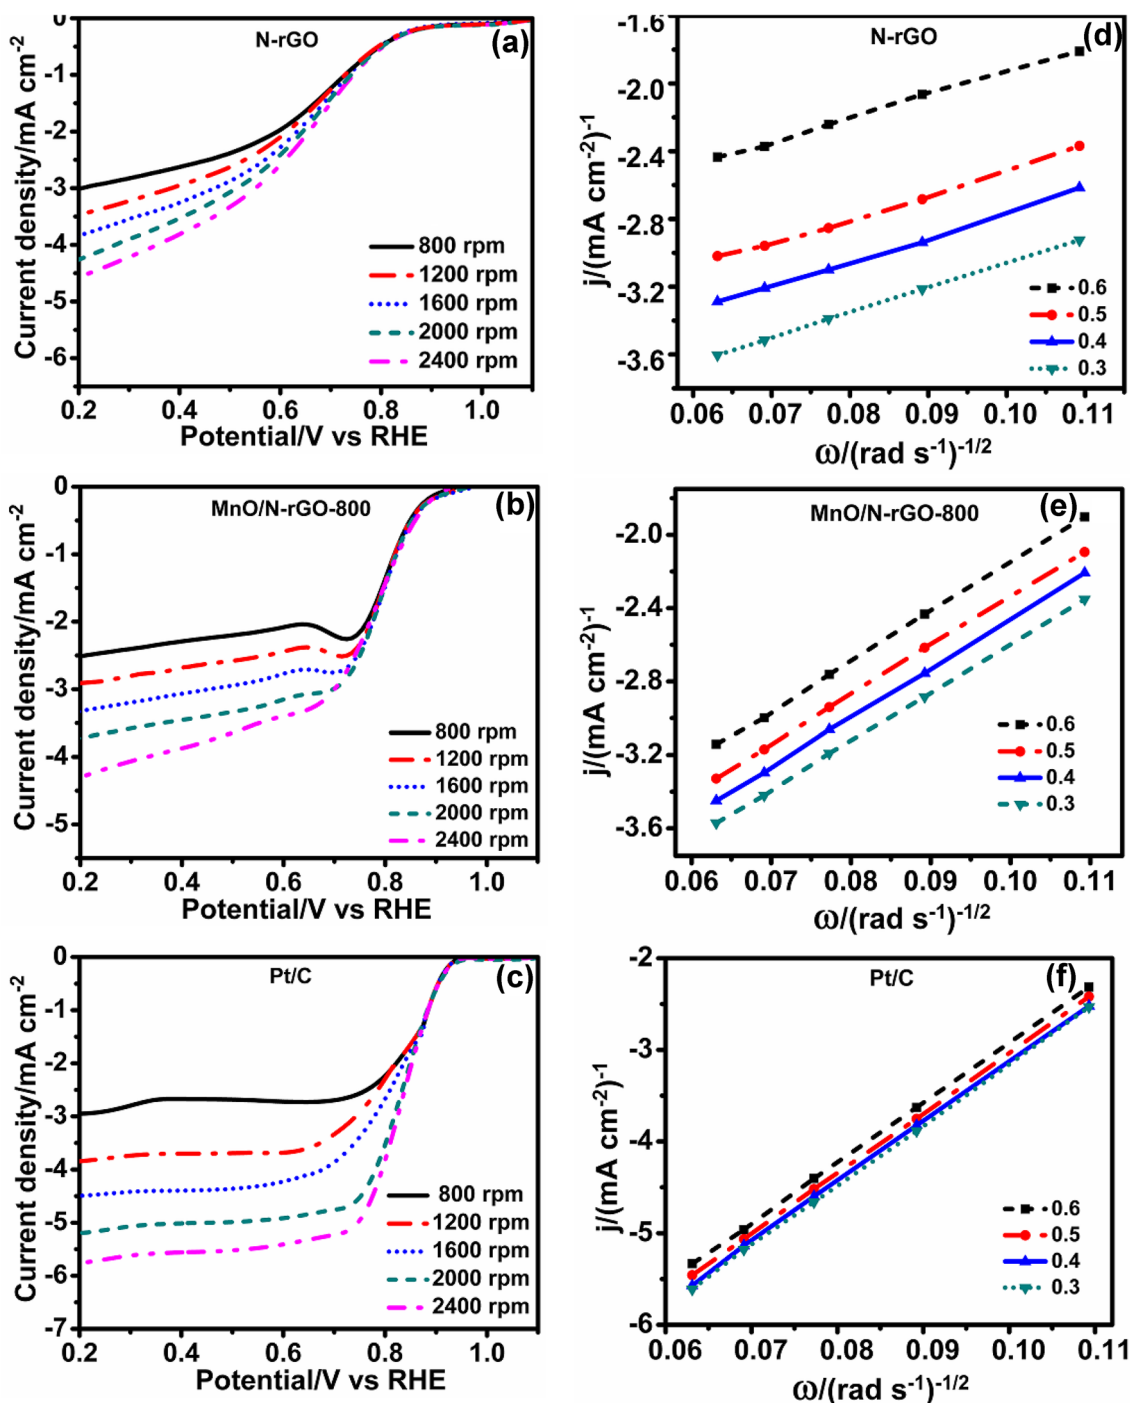 N-rGO
(a)
0
-1
-2
-3
-4
-5
-6
Current density/mA cm-2
800 rpm
1200 rpm
1600 rpm
2000 rpm
2400 rpm
0.2 0.4 0.6 0.8 1.0
Potential/V vs RHE
N-rGO
(d)
-1.6
-2.0
-2.4
-2.8
-3.2
-3.6
j/(mA cm-2)-1
0.6
0.5
0.4
0.3
0.06 0.07 0.08 0.09 0.10 0.11
ω/(rad s-1)-1/2
MnO/N-rGO-800
(b)
0
-1
-2
-3
-4
-5
Current density/mA cm-2
800 rpm
1200 rpm
1600 rpm
2000 rpm
2400 rpm
0.2 0.4 0.6 0.8 1.0
Potential/V vs RHE
MnO/N-rGO-800
(e)
-2.0
-2.4
-2.8
-3.2
-3.6
j/(mA cm-2)-1
0.6
0.5
0.4
0.3
0.06 0.07 0.08 0.09 0.10 0.11
ω/(rad s-1)-1/2
Pt/C
(c)
0
-1
-2
-3
-4
-5
-6
-7
Current density/mA cm-2
800 rpm
1200 rpm
1600 rpm
2000 rpm
2400 rpm
0.2 0.4 0.6 0.8 1.0
Potential/V vs RHE
Pt/C
(f)
-2
-3
-4
-5
-6
j/(mA cm-2)-1
0.6
0.5
0.4
0.3
0.06 0.07 0.08 0.09 0.10 0.11
ω/(rad s-1)-1/2